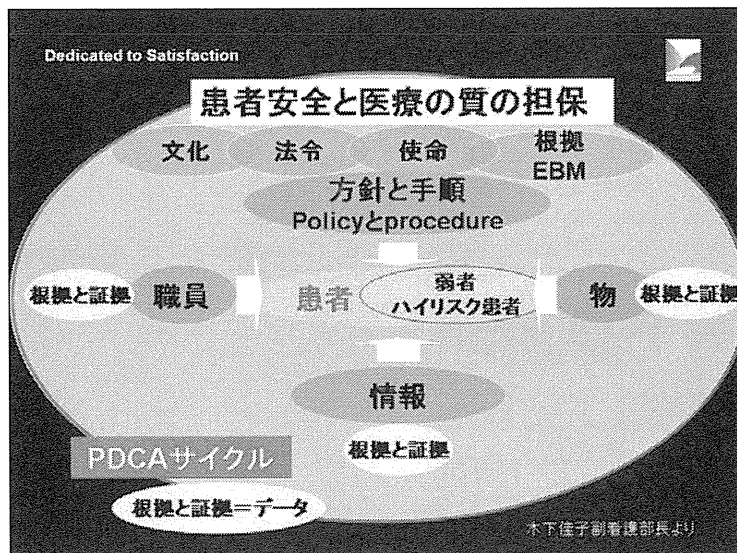 Dedicated to Satisfaction
患者安全と医療の質の担保
文化
法令
使命
根拠
EBM
方針と手順
Policyとprocedure
根拠と証拠
職員
患者
弱者
ハイリスク患者
物
根拠と証拠
情報
根拠と証拠
PDCAサイクル
根拠と証拠=データ
木下佳子副看護部長より